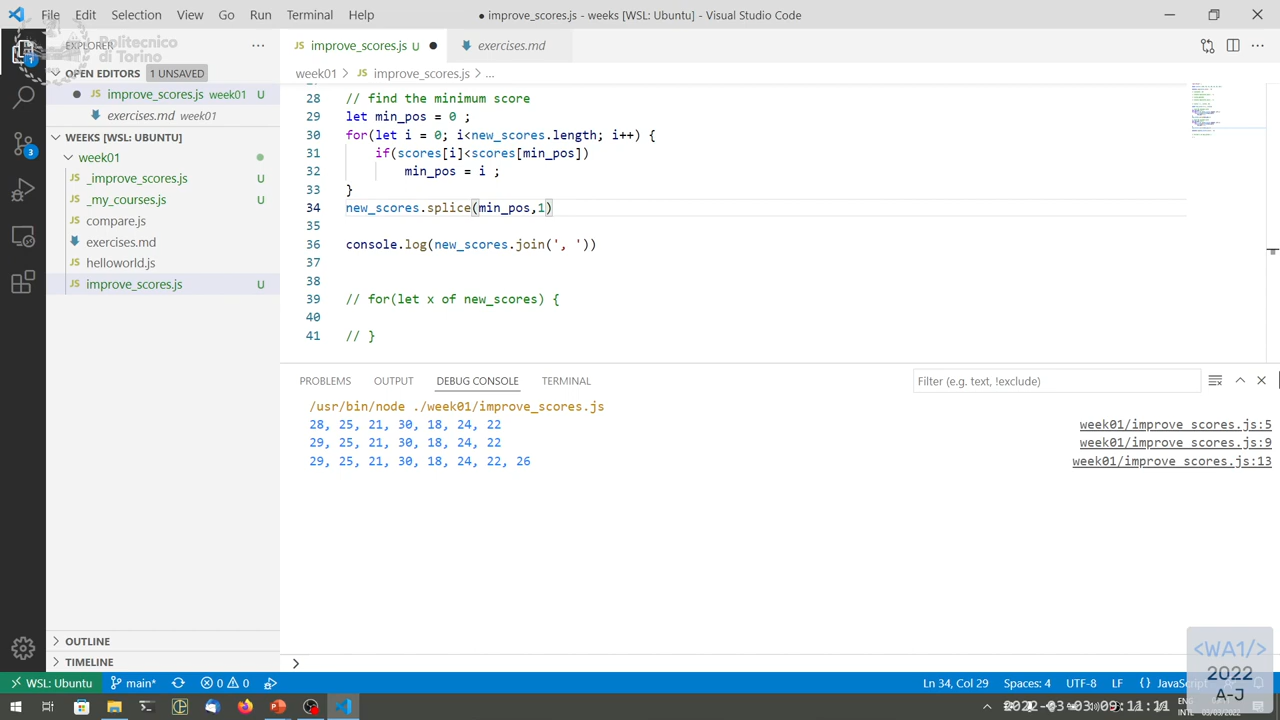 File Edit Selection View Go Run Terminal Help
● improve_scores.js - weeks [WSL: Ubuntu] - Visual Studio Code
Politecnico
di Torino
EXPLORER
OPEN EDITORS 1 UNSAVED
improve_scores.js week01 U
exercises.md week01
WEEKS [WSL: UBUNTU]
week01
JS _improve_scores.js U
JS _my_courses.js U
JS compare.js
exercises.md
JS helloworld.js
JS improve_scores.js U
OUTLINE
TIMELINE
JS improve_scores.js U ●
exercises.md
week01 > JS improve_scores.js > ...
28 // find the minimum score
29 let min_pos = 0 ;
30 for(let i = 0; i<new_scores.length; i++) {
31 if(scores[i]<scores[min_pos])
32 min_pos = i ;
33 }
34 new_scores.splice(min_pos,1)
35
36 console.log(new_scores.join(', '))
37
38
39 // for(let x of new_scores) {
40
41 // }
PROBLEMS OUTPUT DEBUG CONSOLE TERMINAL
Filter (e.g. text, !exclude)
/usr/bin/node ./week01/improve_scores.js
28, 25, 21, 30, 18, 24, 22 week01/improve_scores.js:5
29, 25, 21, 30, 18, 24, 22 week01/improve_scores.js:9
29, 25, 21, 30, 18, 24, 22, 26 week01/improve_scores.js:13
<WA1/>
2022
A-J
WSL: Ubuntu main* 0 0 Ln 34, Col 29 Spaces: 4 UTF-8 LF {} JavaScript
ENG
INTL 03/03/2022